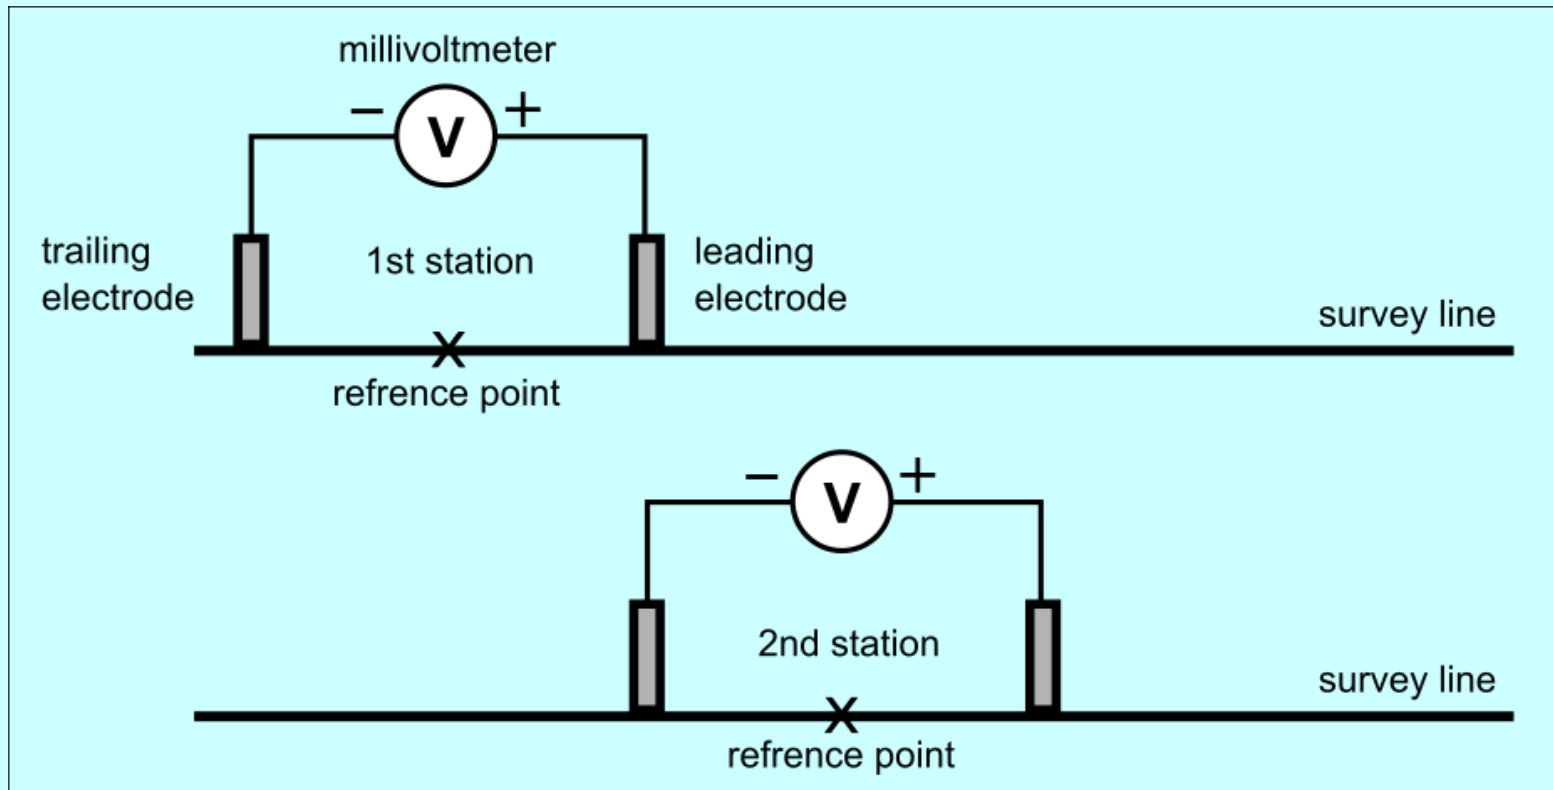 millivoltmeter
− V +
trailing
electrode
1st station
leading
electrode
survey line
X
refrence point
− V +
2nd station
survey line
X
refrence point